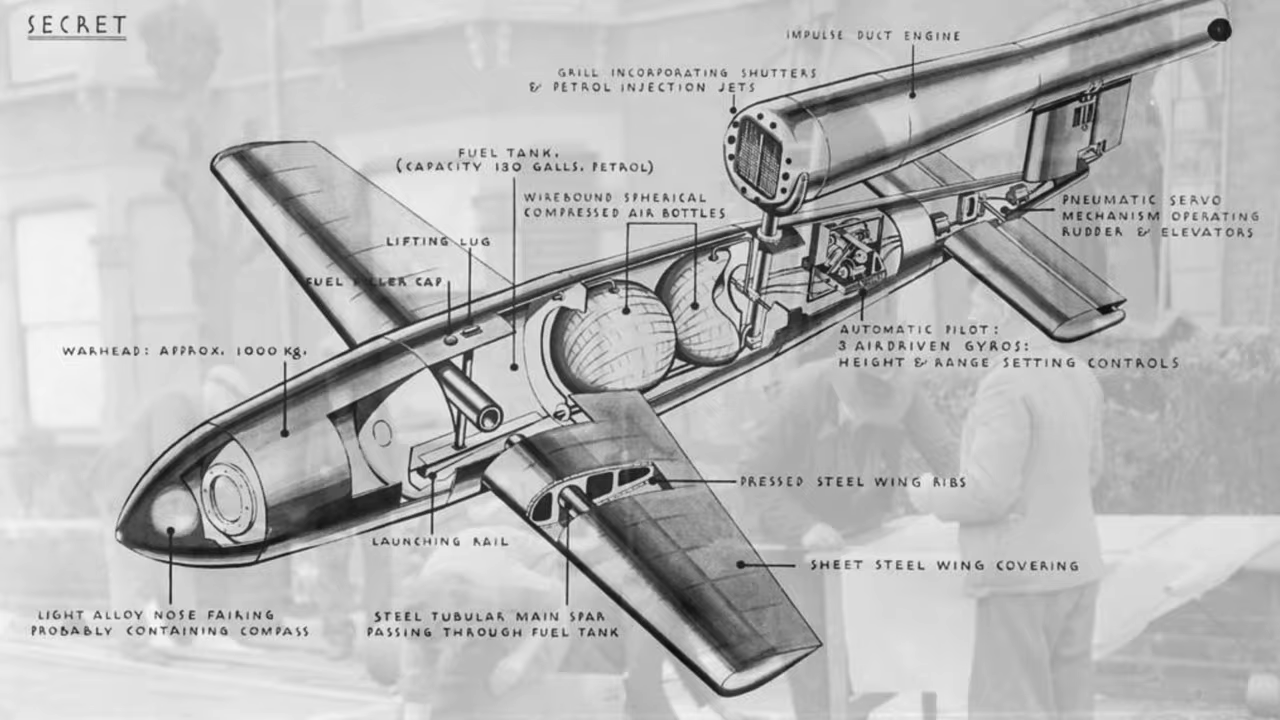 SECRET
IMPULSE DUCT ENGINE
GRILL INCORPORATING SHUTTERS
& PETROL INJECTION JETS
FUEL TANK.
(CAPACITY 130 GALLS. PETROL)
WIREBOUND SPHERICAL
COMPRESSED AIR BOTTLES
PNEUMATIC SERVO
MECHANISM OPERATING
RUDDER & ELEVATORS
LIFTING LUG
FUEL FILLER CAP.
AUTOMATIC PILOT:
3 AIRDRIVEN GYROS:
HEIGHT & RANGE SETTING CONTROLS
WARHEAD: APPROX. 1000 Kg.
PRESSED STEEL WING RIBS
LAUNCHING RAIL
SHEET STEEL WING COVERING
LIGHT ALLOY NOSE FAIRING
PROBABLY CONTAINING COMPASS
STEEL TUBULAR MAIN SPAR
PASSING THROUGH FUEL TANK